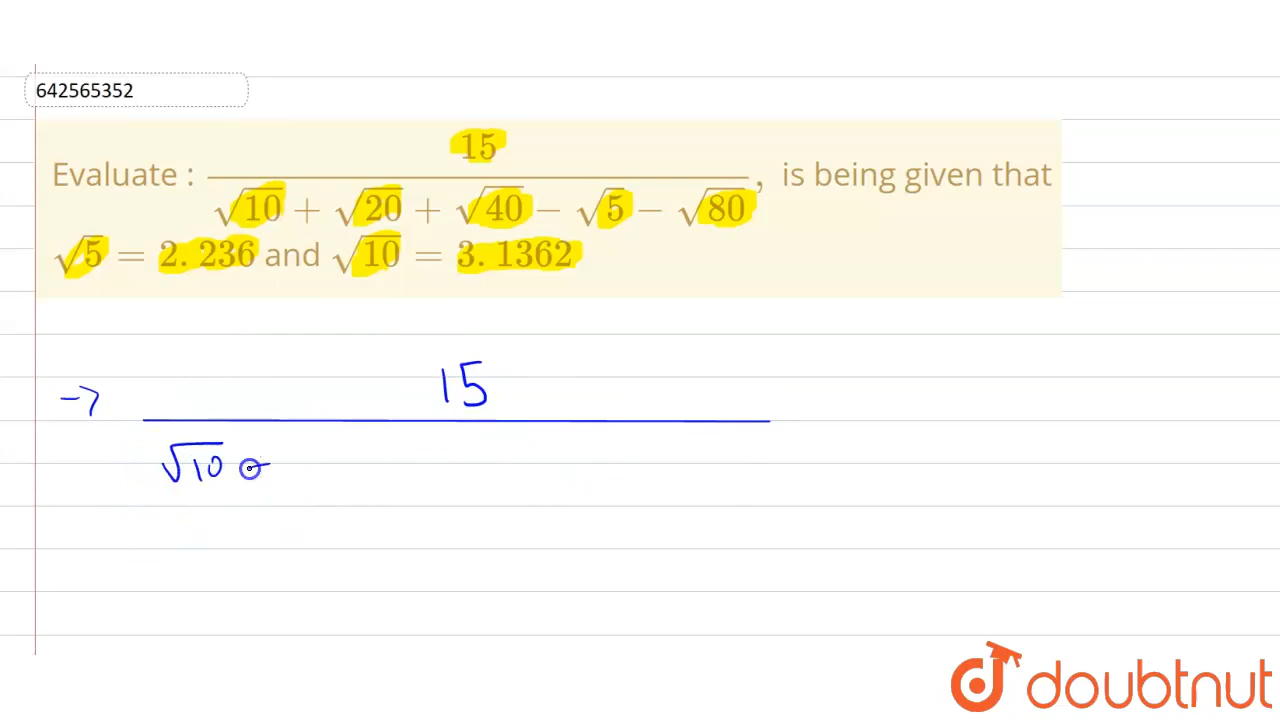 642565352
15
Evaluate : ―――――――――――――――, is being given that
√10 + √20 + √40 − √5 − √80
√5 = 2. 236 and √10 = 3. 1362
→ 15
√10
doubtnut